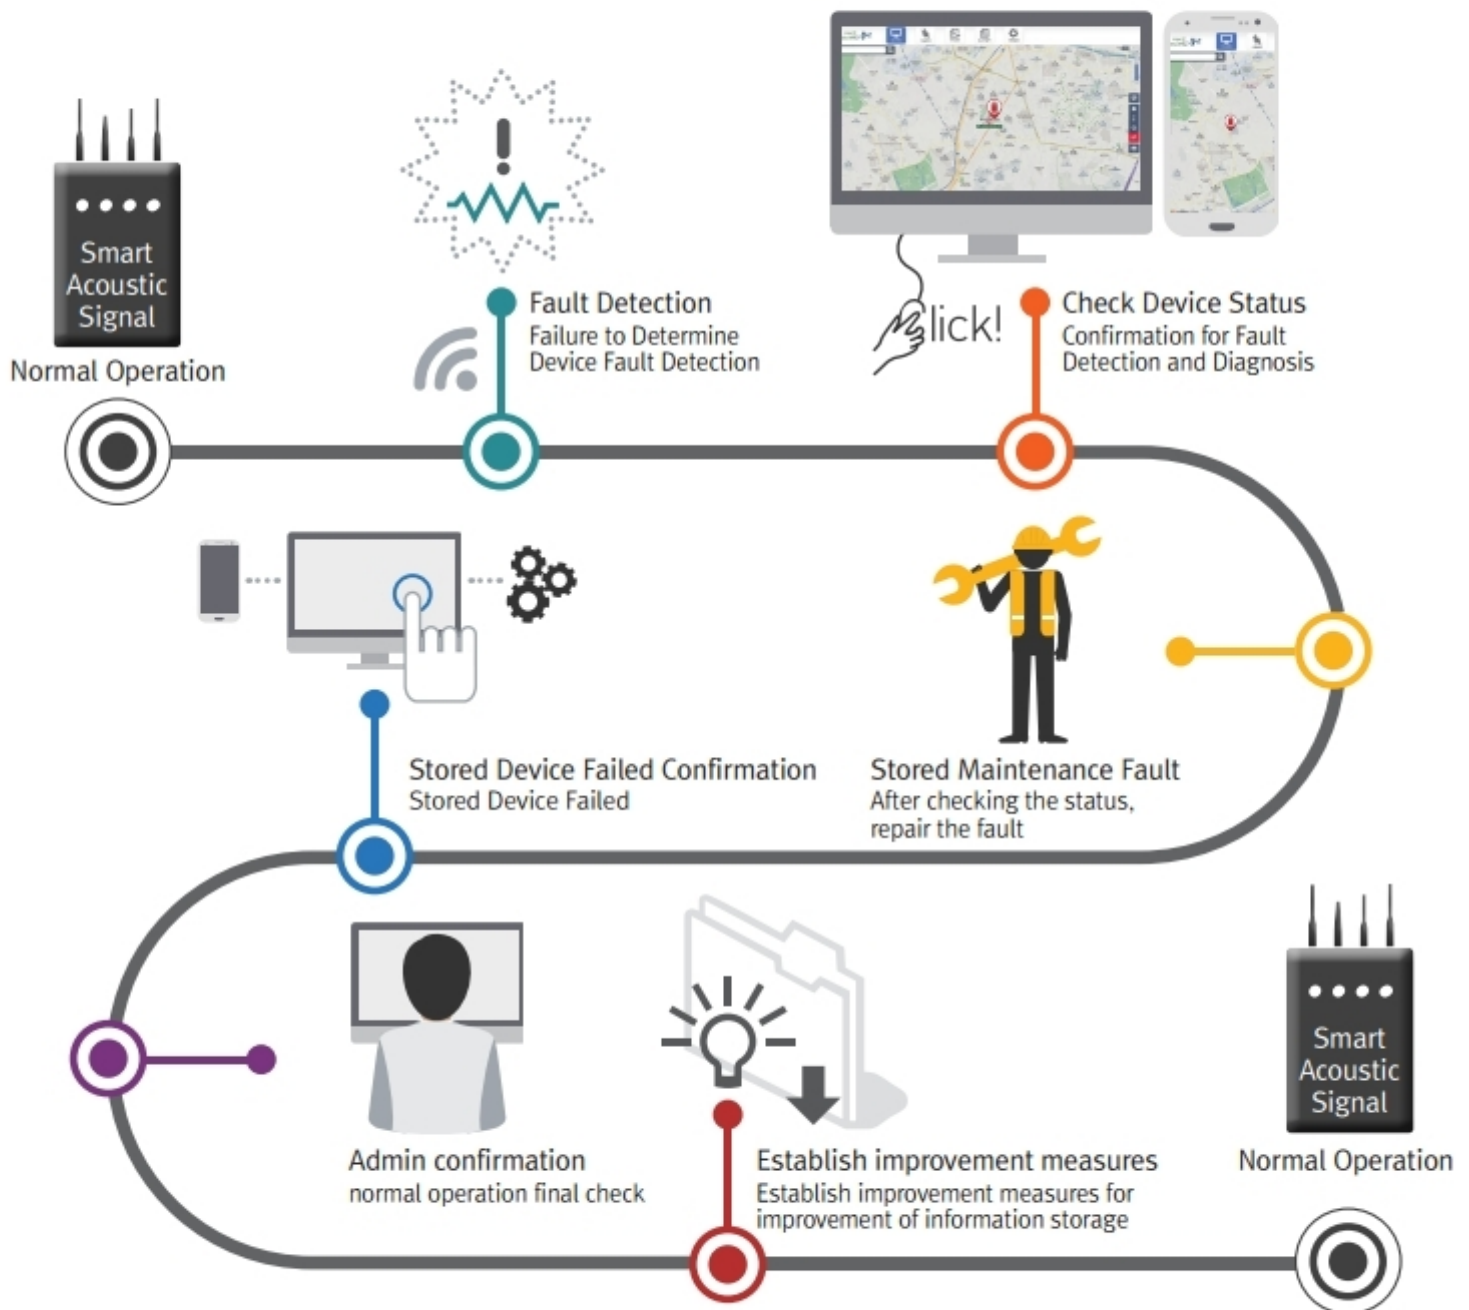 Smart
Acoustic
Signal
Normal Operation
Fault Detection
Failure to Determine
Device Fault Detection
lick!
Check Device Status
Confirmation for Fault
Detection and Diagnosis
Stored Device Failed Confirmation
Stored Device Failed
Stored Maintenance Fault
After checking the status,
repair the fault
Admin confirmation
normal operation final check
Establish improvement measures
Establish improvement measures for
improvement of information storage
Smart
Acoustic
Signal
Normal Operation